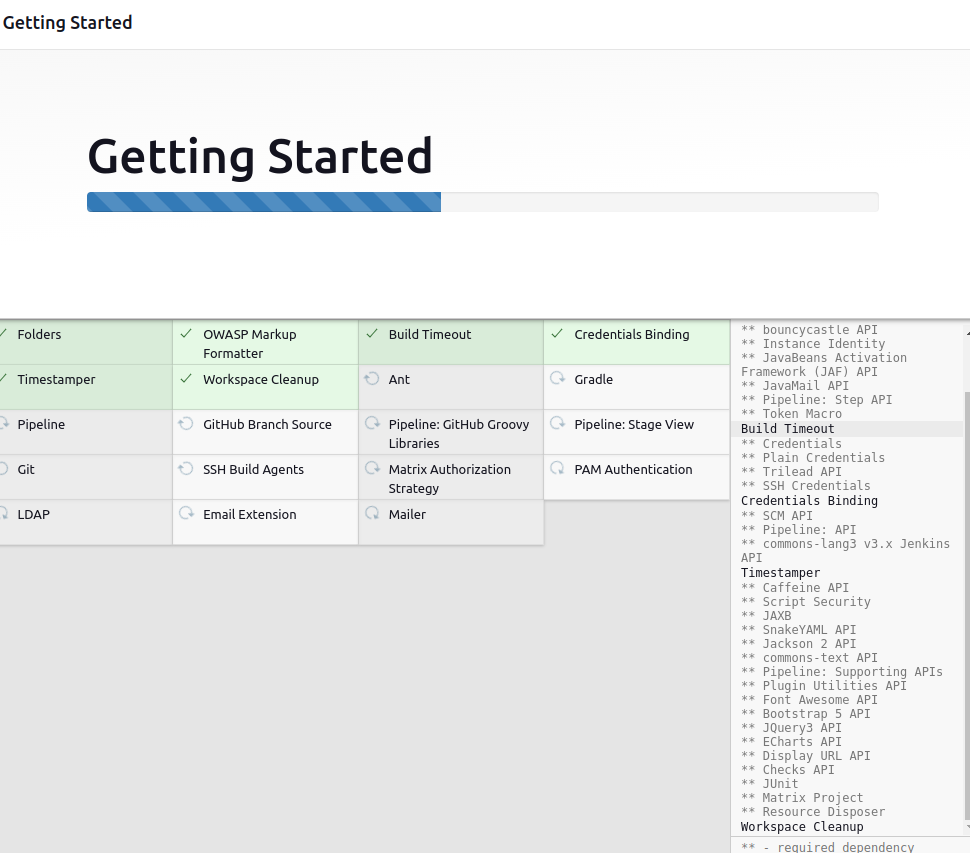 Getting Started
Getting Started
Folders
OWASP Markup
Formatter
Build Timeout
Credentials Binding
Timestamper
Workspace Cleanup
Ant
Gradle
Pipeline
GitHub Branch Source
Pipeline: GitHub Groovy
Libraries
Pipeline: Stage View
Git
SSH Build Agents
Matrix Authorization
Strategy
PAM Authentication
LDAP
Email Extension
Mailer
** bouncycastle API
** Instance Identity
** JavaBeans Activation
Framework (JAF) API
** JavaMail API
** Pipeline: Step API
** Token Macro
Build Timeout
** Credentials
** Plain Credentials
** Trilead API
** SSH Credentials
Credentials Binding
** SCM API
** Pipeline: API
** commons-lang3 v3.x Jenkins
API
Timestamper
** Caffeine API
** Script Security
** JAXB
** SnakeYAML API
** Jackson 2 API
** commons-text API
** Pipeline: Supporting APIs
** Plugin Utilities API
** Font Awesome API
** Bootstrap 5 API
** JQuery3 API
** ECharts API
** Display URL API
** Checks API
** JUnit
** Matrix Project
** Resource Disposer
Workspace Cleanup
** - required dependency